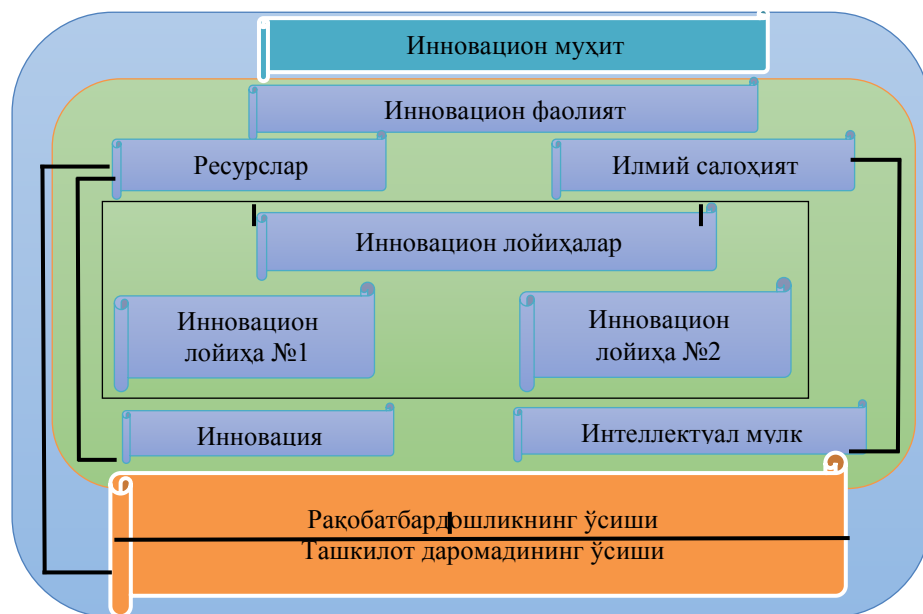 Инновацион муҳит
Инновацион фаолият
Ресурслар
Илмий салоҳият
Инновацион лойиҳалар
Инновацион
лойиҳа №1
Инновацион
лойиҳа №2
Инновация
Интеллектуал мулк
Рақобатбардошликнинг ўсиши
Ташкилот даромадининг ўсиши